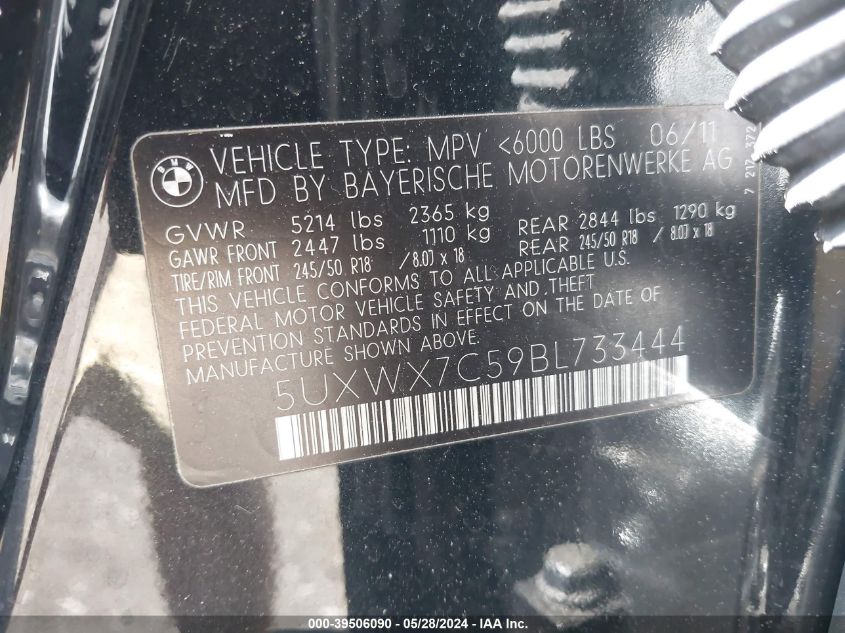 BMW
VEHICLE TYPE: MPV <6000 LBS 06/11
MFD BY BAYERISCHE MOTORENWERKE AG
GVWR 5214 lbs 2365 kg
GAWR FRONT 2447 lbs 1110 kg REAR 2844 lbs 1290 kg
TIRE/RIM FRONT 245/50 R18 / 8.0J x 18 REAR 245/50 R18 / 8.0J x 18
THIS VEHICLE CONFORMS TO ALL APPLICABLE U.S.
FEDERAL MOTOR VEHICLE SAFETY AND THEFT
PREVENTION STANDARDS IN EFFECT ON THE DATE OF
MANUFACTURE SHOWN ABOVE.
5UXWX7C59BL733444
000-39506090 / 05/28/2024 - IAA Inc.